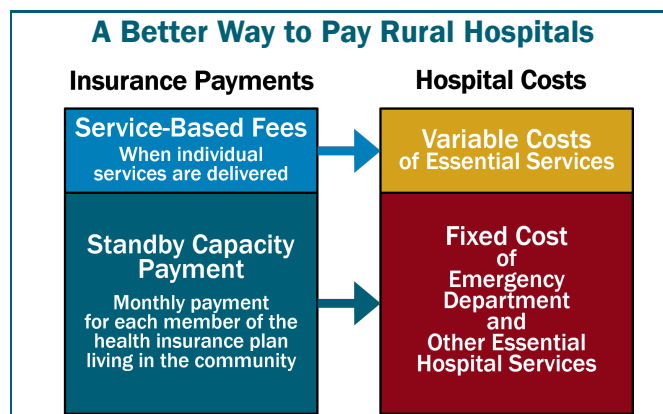 A Better Way to Pay Rural Hospitals
Insurance Payments
Hospital Costs
Service-Based Fees
When individual
services are delivered
Variable Costs
of Essential Services
Standby Capacity
Payment
Monthly payment
for each member of the
health insurance plan
living in the community
Fixed Cost
of
Emergency
Department
and
Other Essential
Hospital Services